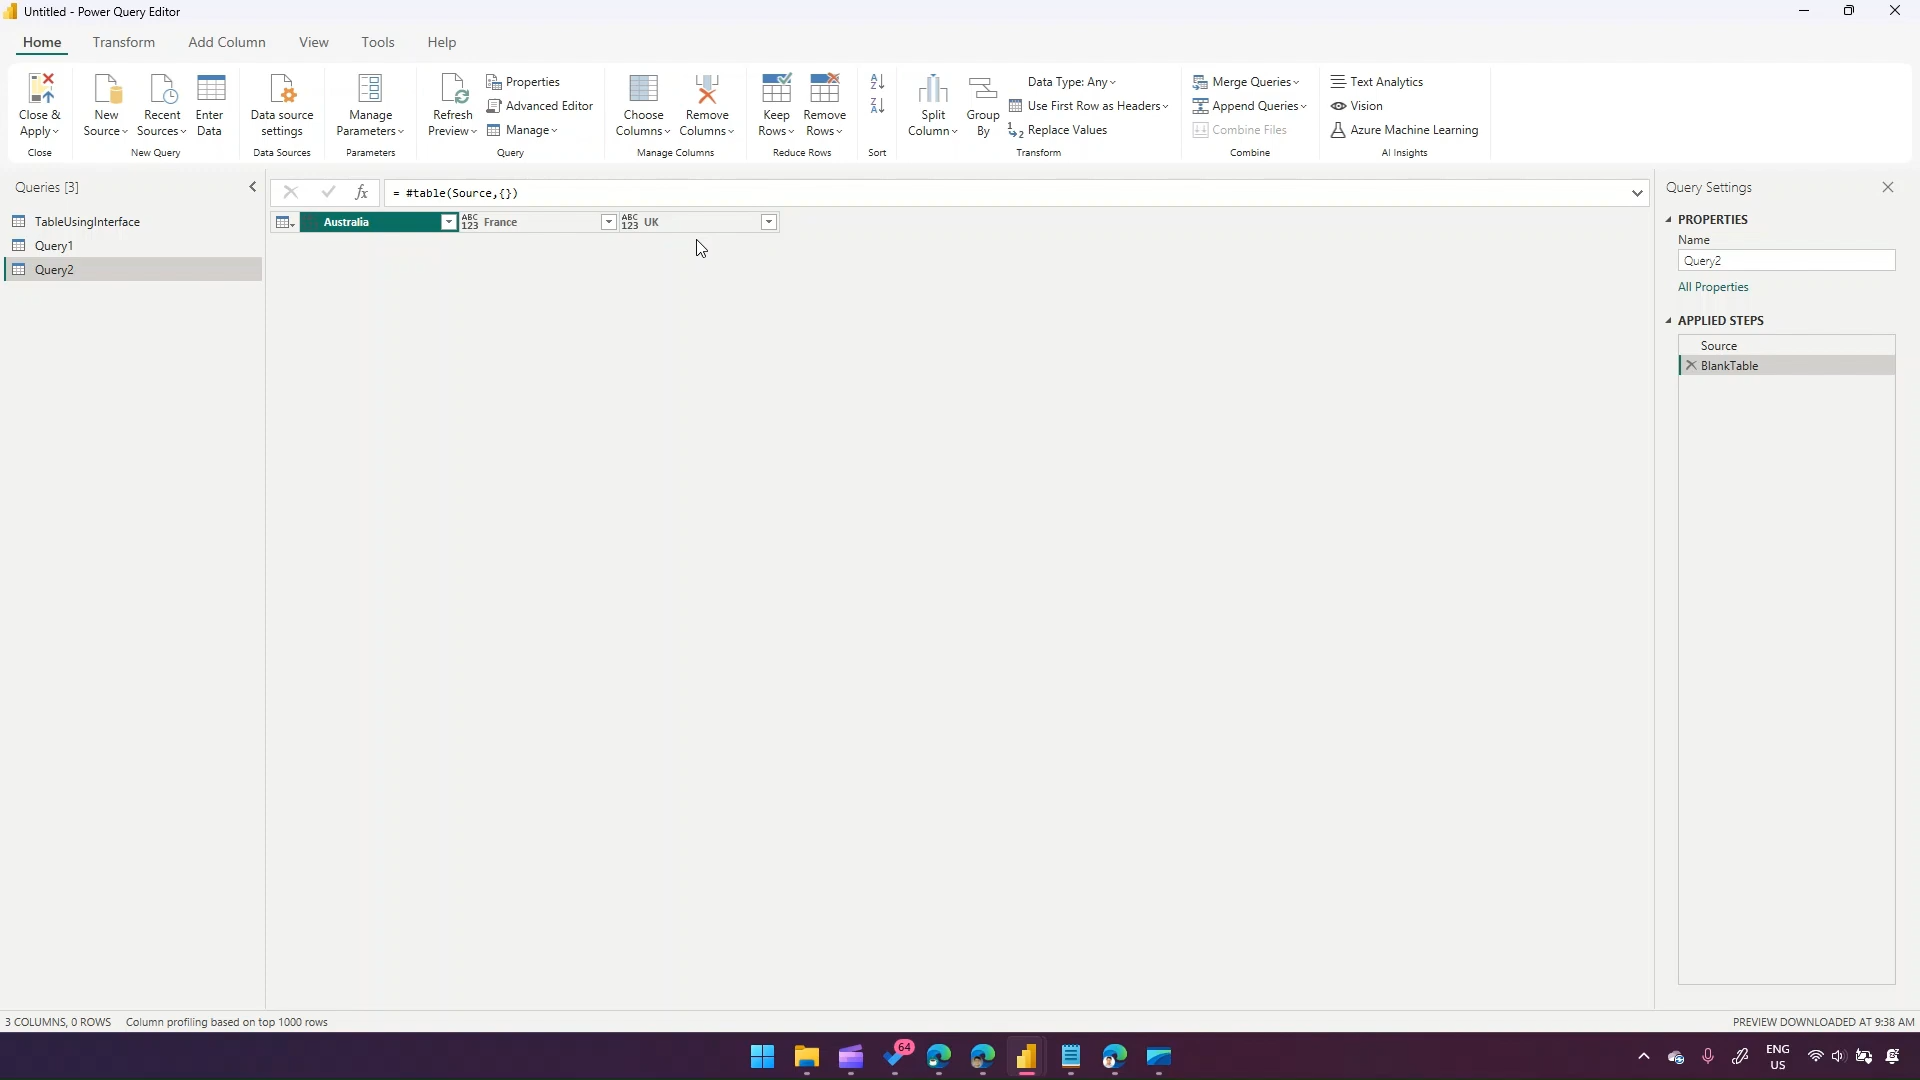 Untitled - Power Query Editor
Home Transform Add Column View Tools Help
Close & Apply
Close
New Source
Recent Sources
Enter Data
New Query
Data source settings
Data Sources
Manage Parameters
Parameters
Refresh Preview
Properties
Advanced Editor
Manage
Query
Choose Columns
Remove Columns
Manage Columns
Keep Rows
Remove Rows
Reduce Rows
Sort
Split Column
Group By
Data Type: Any
Use First Row as Headers
Replace Values
Transform
Merge Queries
Append Queries
Combine Files
Combine
Text Analytics
Vision
Azure Machine Learning
AI Insights
Queries [3]
TableUsingInterface
Query1
Query2
fx
= #table(Source,{})
Australia
ABC 123 France
ABC 123 UK
Query Settings
PROPERTIES
Name
Query2
All Properties
APPLIED STEPS
Source
BlankTable
3 COLUMNS, 0 ROWS Column profiling based on top 1000 rows
PREVIEW DOWNLOADED AT 9:38 AM
64
ENG
US